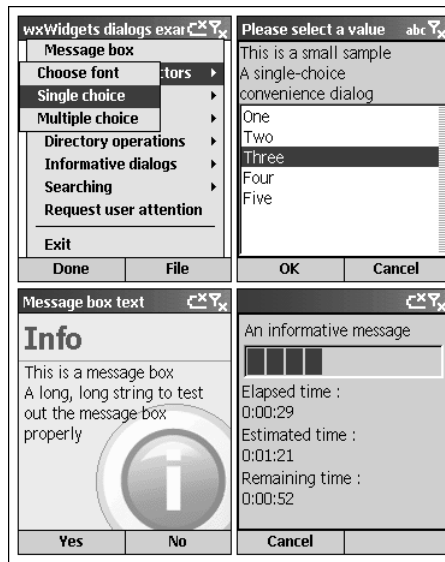 wxWidgets dialogs exar
Message box
Choose font
ctors
Single choice
Multiple choice
Directory operations
Informative dialogs
Searching
Request user attention
Exit
Done File
Please select a value abc
This is a small sample
A single-choice
convenience dialog
One
Two
Three
Four
Five
OK Cancel
Message box text
Info
This is a message box
A long, long string to test
out the message box
properly
Yes No
An informative message
Elapsed time :
0:00:29
Estimated time :
0:01:21
Remaining time :
0:00:52
Cancel